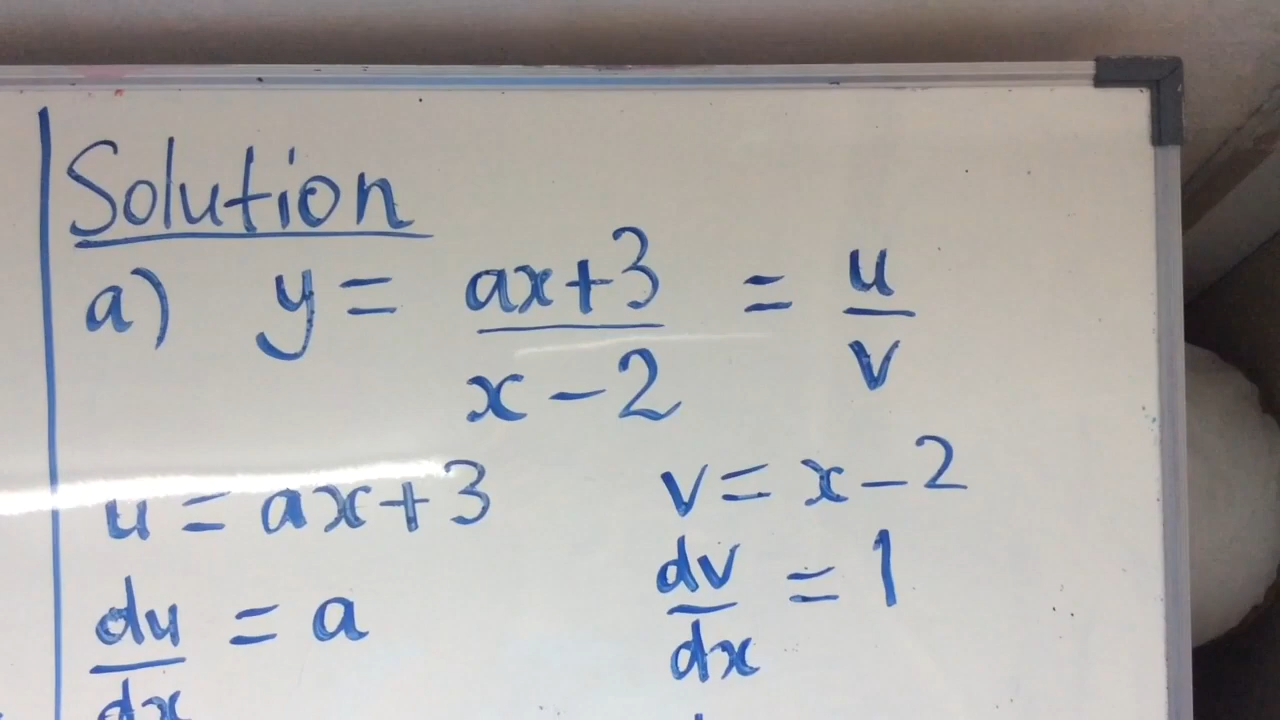 Solution
a) y = ax+3 / x-2 = u / v
u = ax+3 v = x-2
du/dx = a dv/dx = 1